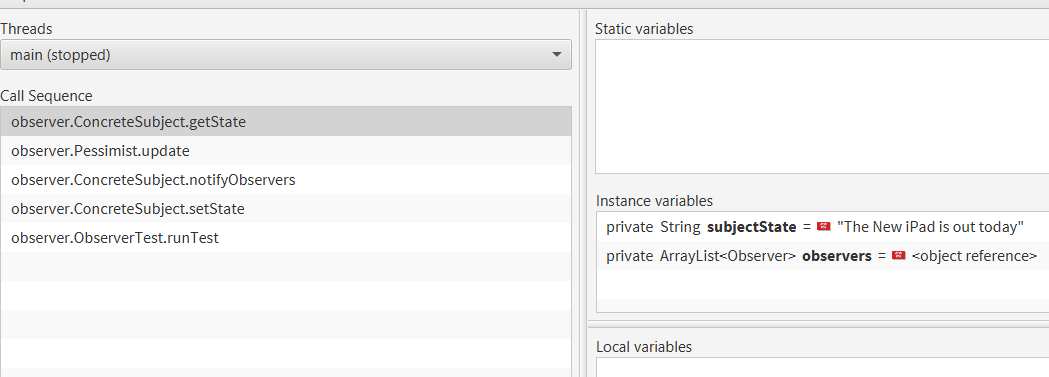 Threads
main (stopped)
Call Sequence
observer.ConcreteSubject.getState
observer.Pessimist.update
observer.ConcreteSubject.notifyObservers
observer.ConcreteSubject.setState
observer.ObserverTest.runTest
Static variables
Instance variables
private String subjectState = "The New iPad is out today"
private ArrayList<Observer> observers = <object reference>
Local variables